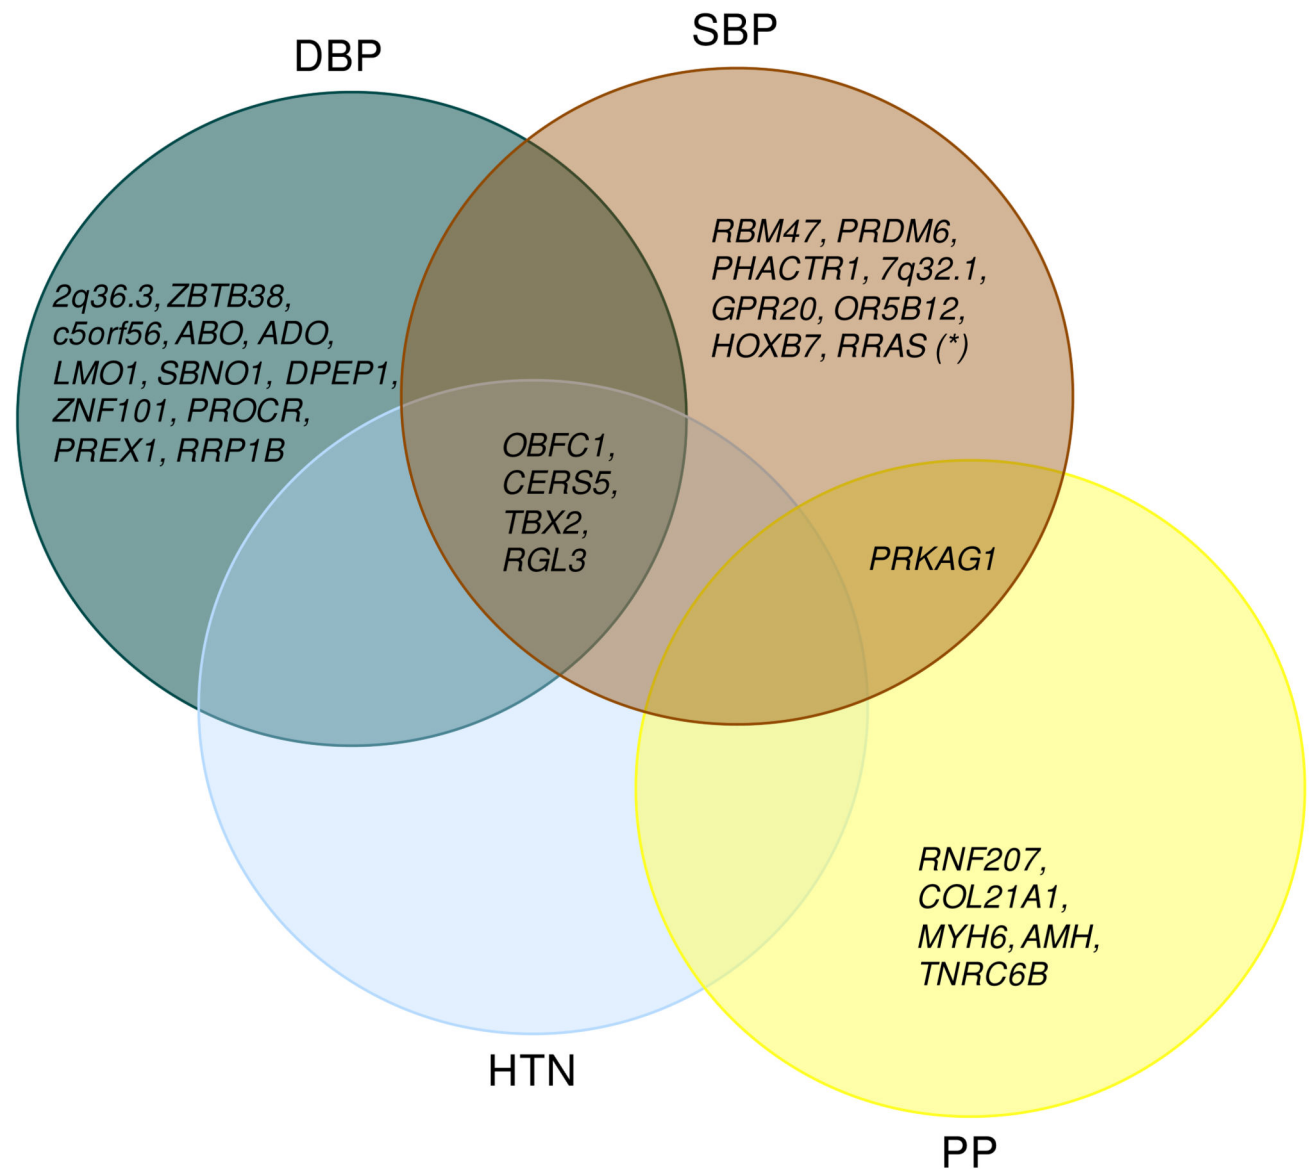 SBP
DBP
RBM47, PRDM6,
PHACTR1, 7q32.1,
GPR20, OR5B12,
HOXB7, RRAS (*)
2q36.3, ZBTB38,
c5orf56, ABO, ADO,
LMO1, SBNO1, DPEP1,
ZNF101, PROCR,
PREX1, RRP1B
OBFC1,
CERS5,
TBX2,
RGL3
PRKAG1
RNF207,
COL21A1,
MYH6, AMH,
TNRC6B
HTN
PP